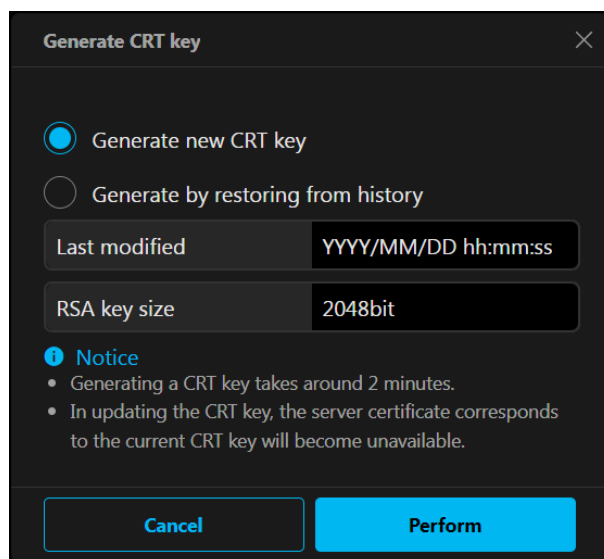 Generate CRT key
Generate new CRT key
Generate by restoring from history
Last modified YYYY/MM/DD hh:mm:ss
RSA key size 2048bit
Notice
Generating a CRT key takes around 2 minutes.
In updating the CRT key, the server certificate corresponds
to the current CRT key will become unavailable.
Cancel Perform